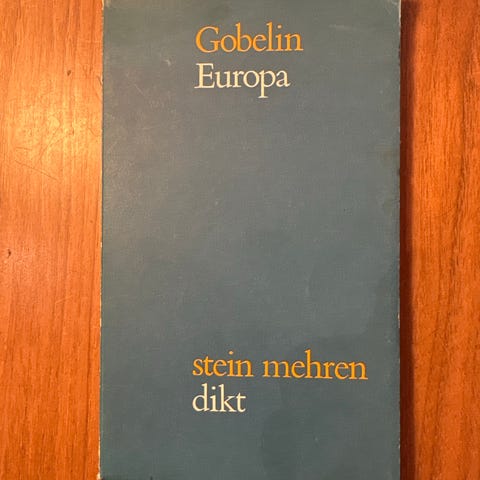 Gobelin
Europa
stein mehren
dikt